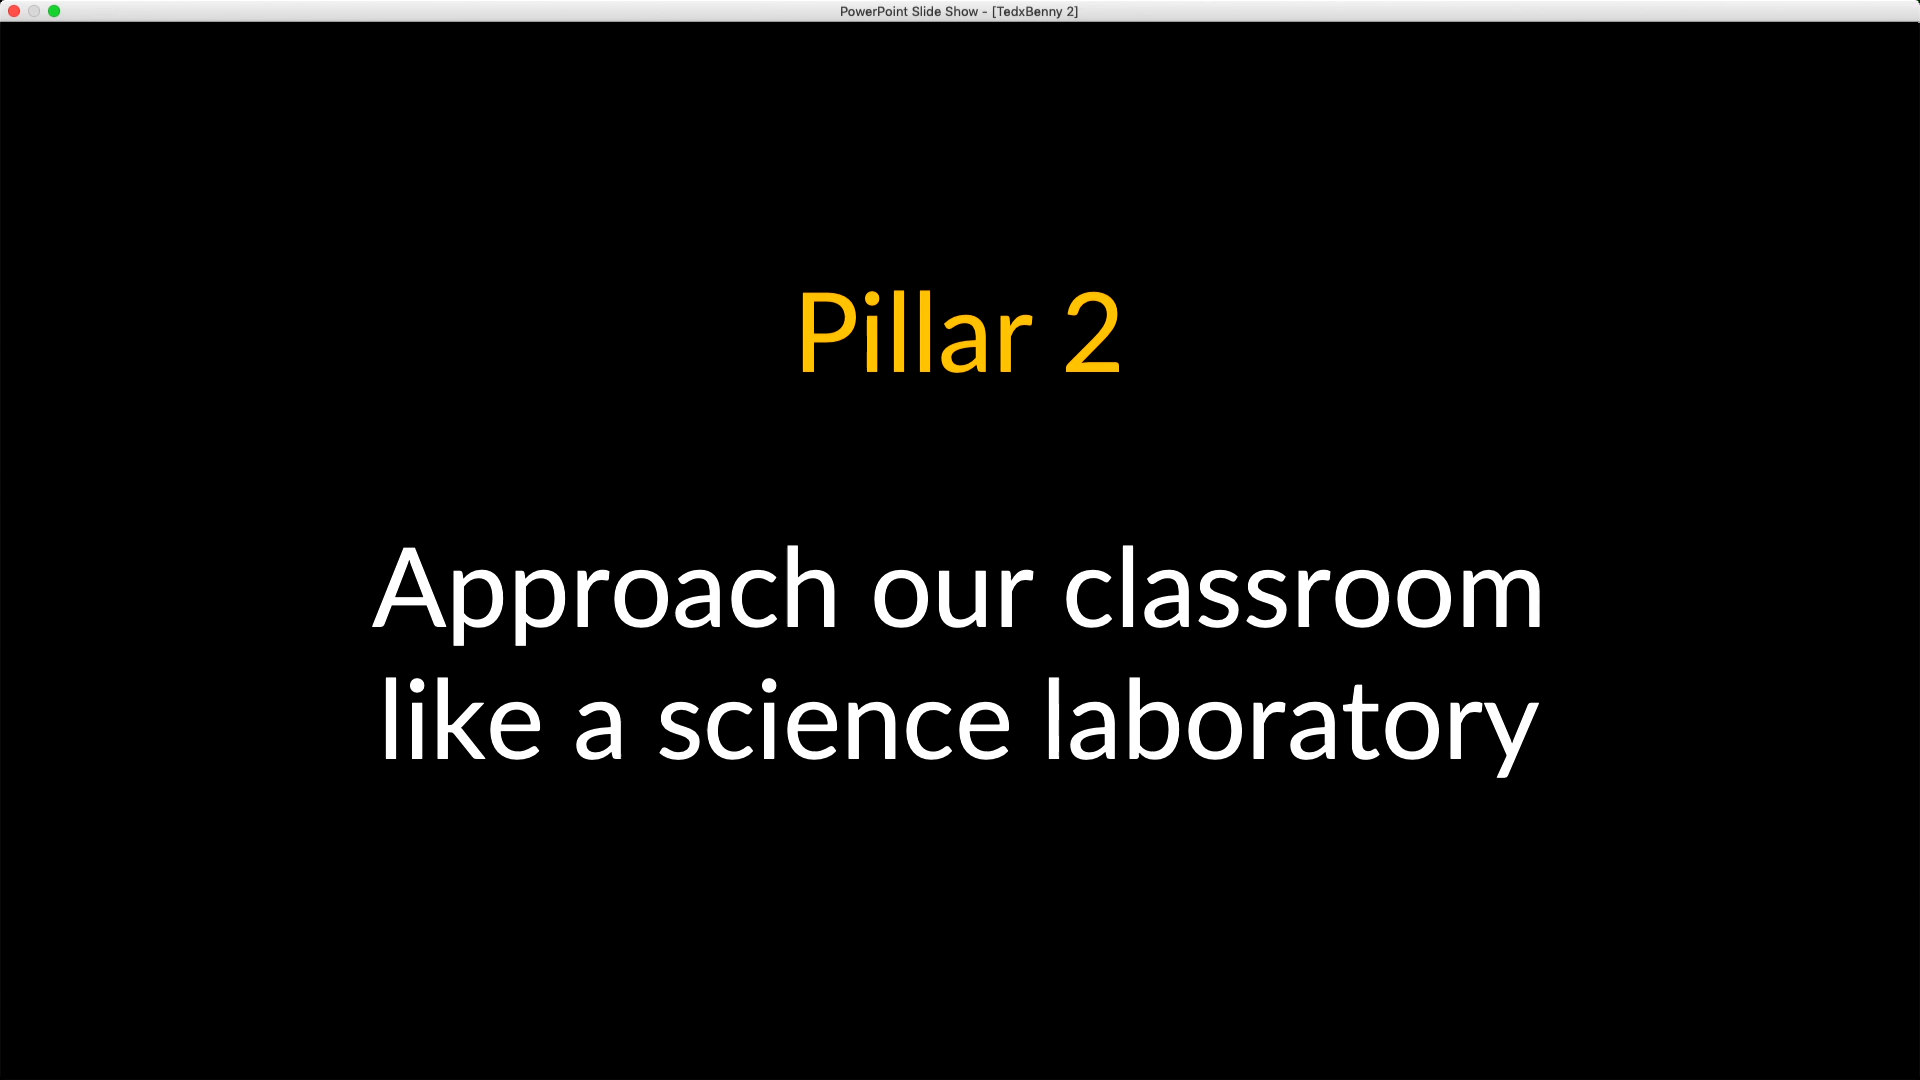 PowerPoint Slide Show - [TedxBenny 2]
Pillar 2
Approach our classroom
like a science laboratory